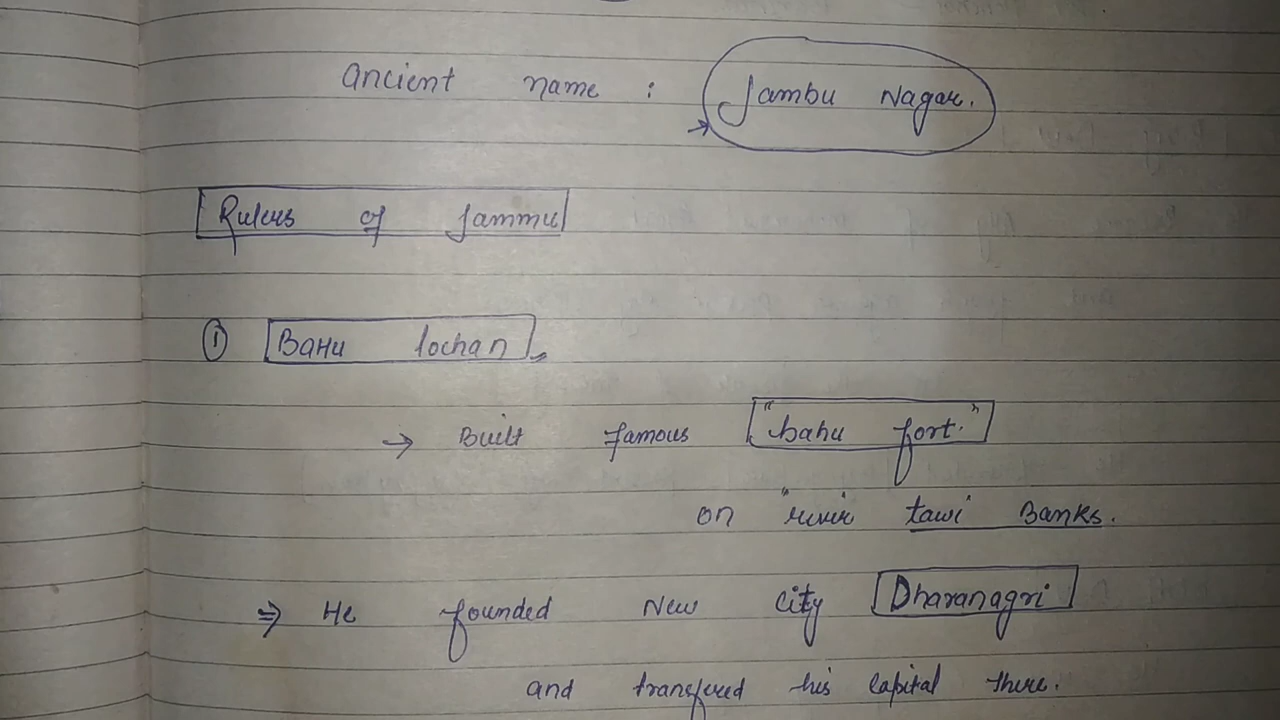 Ancient name : Jambu Nagar.
Rulers of Jammu
① Bahu lochan
→ Built famous "bahu fort."
on "river tawi Banks.
⇒ He founded New City Dharanagri
and transfered his Capital there.